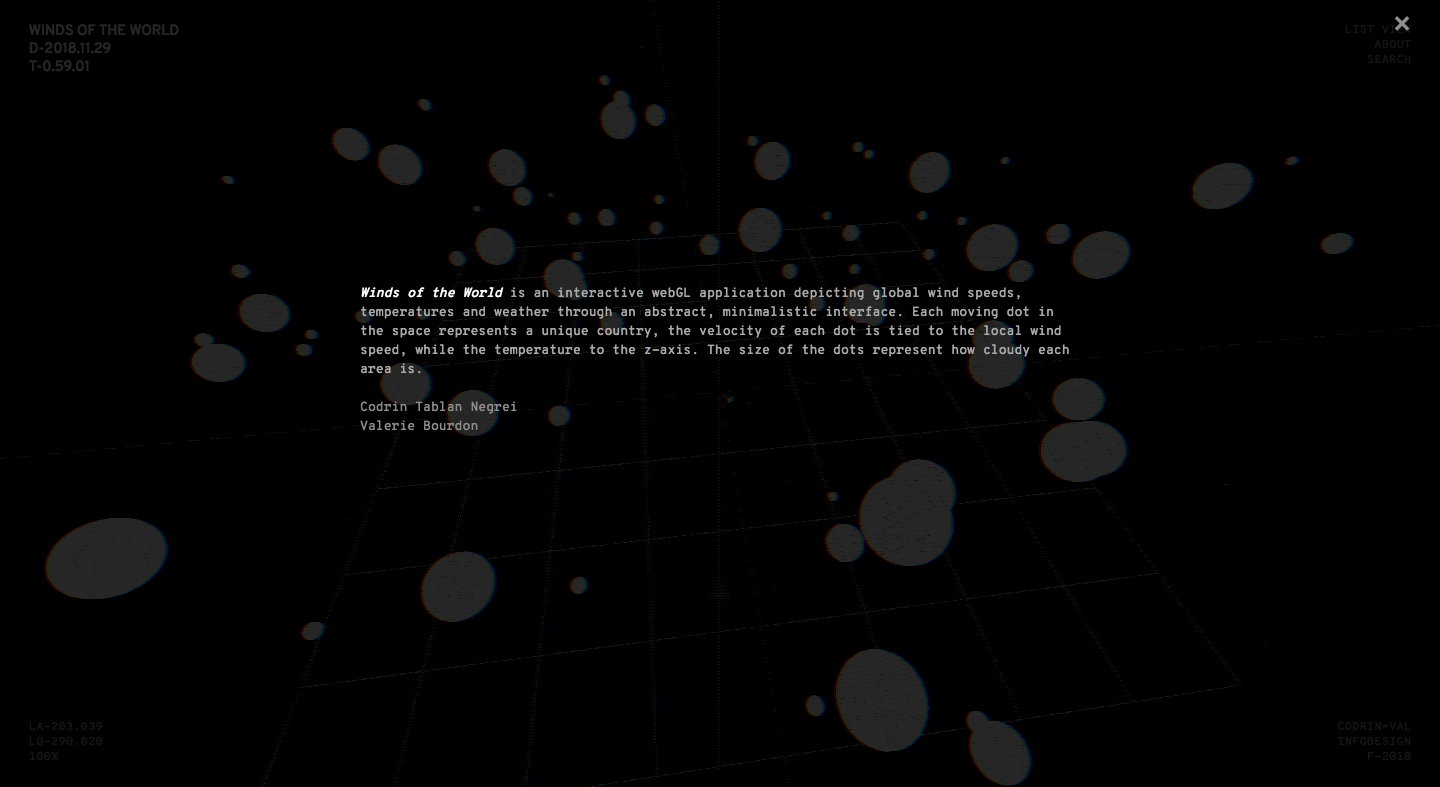 WINDS OF THE WORLD
D-2018.11.29
T-0.59.01
ABOUT
SEARCH
Winds of the World is an interactive webGL application depicting global wind speeds,
temperatures and weather through an abstract, minimalistic interface. Each moving dot in
the space represents a unique country, the velocity of each dot is tied to the local wind
speed, while the temperature to the z-axis. The size of the dots represent how cloudy each
area is.
Codrin Tablan Negrei
Valerie Bourdon
LA-203.039
LO-290.028
100%
CODRIN+VAL
INFODESIGN
F-2018